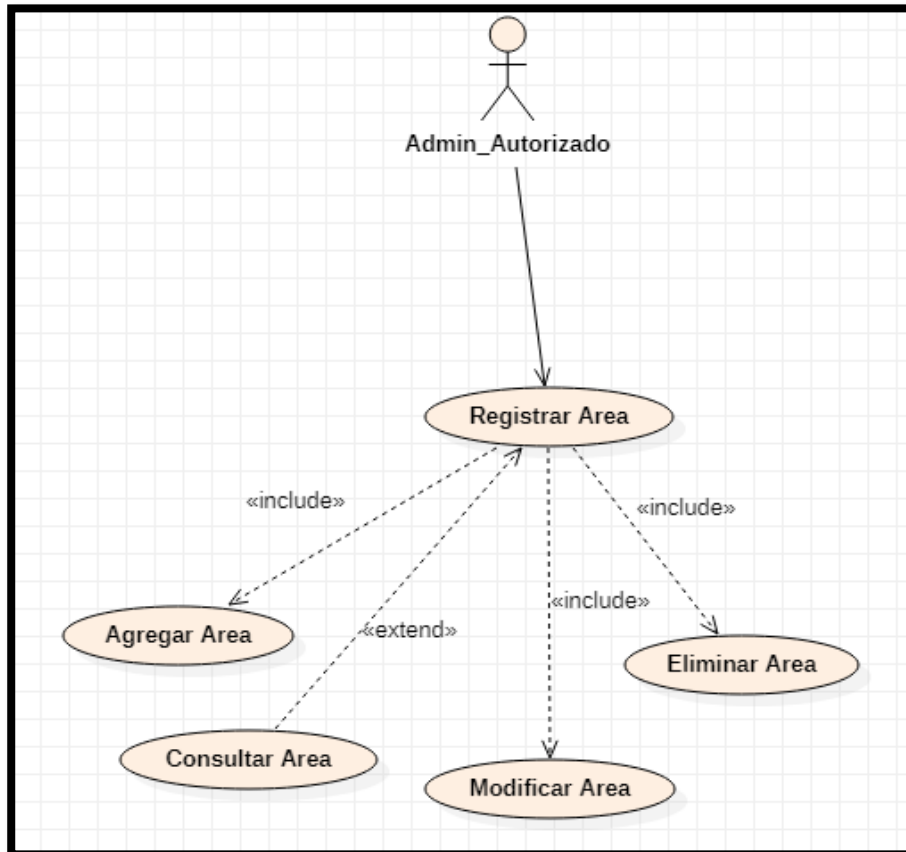 Admin_Autorizado
Registrar Area
«include»
«include»
«include»
«extend»
Agregar Area
Eliminar Area
Consultar Area
Modificar Area